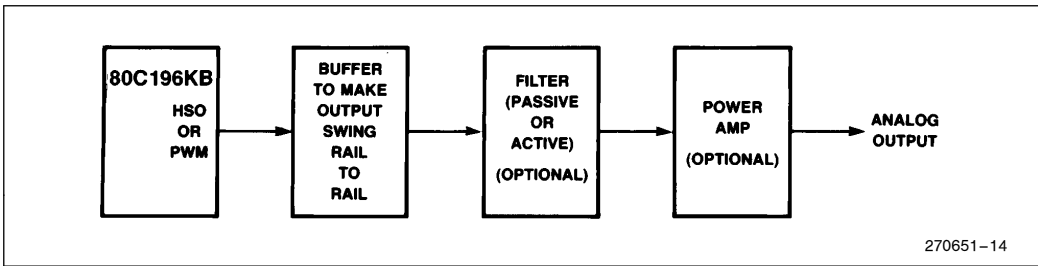 80C196KB
HSO
OR
PWM
BUFFER
TO MAKE
OUTPUT
SWING
RAIL
TO
RAIL
FILTER
(PASSIVE
OR
ACTIVE)
(OPTIONAL)
POWER
AMP
(OPTIONAL)
ANALOG
OUTPUT
270651–14